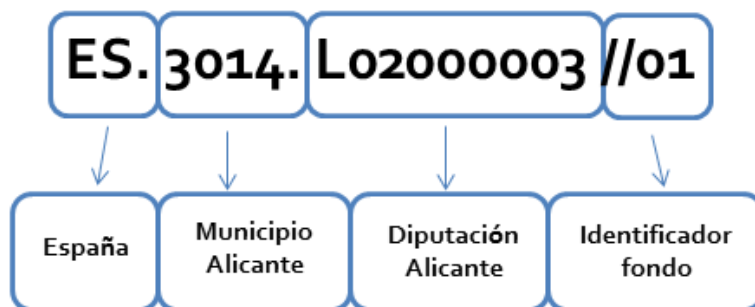 ES. 3014. L02000003 //01
España
Municipio
Alicante
Diputación
Alicante
Identificador
fondo